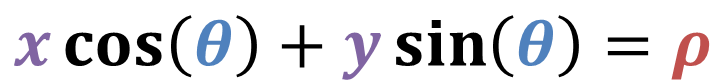 x cos(θ) + y sin(θ) = ρ